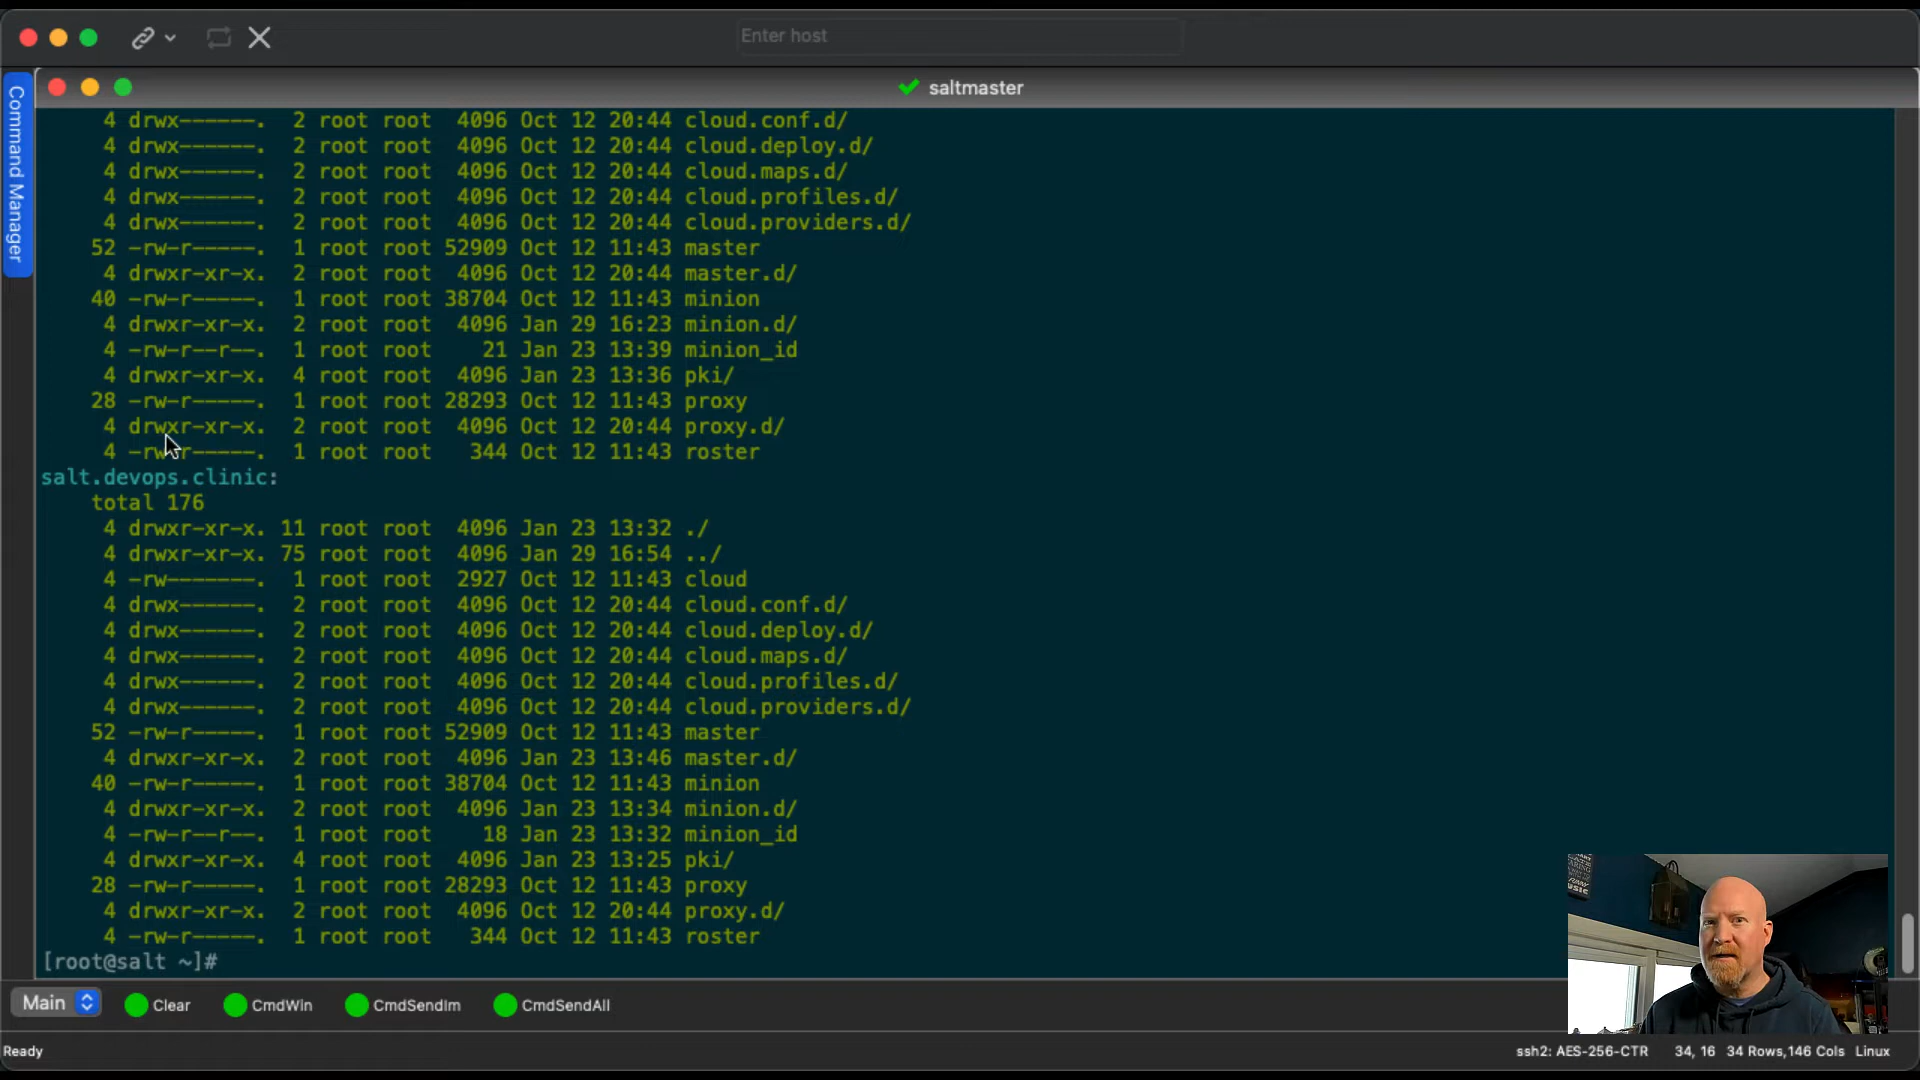 Enter host
Command Manager
saltmaster
4 drwx------. 2 root root 4096 Oct 12 20:44 cloud.conf.d/
4 drwx------. 2 root root 4096 Oct 12 20:44 cloud.deploy.d/
4 drwx------. 2 root root 4096 Oct 12 20:44 cloud.maps.d/
4 drwx------. 2 root root 4096 Oct 12 20:44 cloud.profiles.d/
4 drwx------. 2 root root 4096 Oct 12 20:44 cloud.providers.d/
52 -rw-r-----. 1 root root 52909 Oct 12 11:43 master
4 drwxr-xr-x. 2 root root 4096 Oct 12 20:44 master.d/
40 -rw-r-----. 1 root root 38704 Oct 12 11:43 minion
4 drwxr-xr-x. 2 root root 4096 Jan 29 16:23 minion.d/
4 -rw-r--r--. 1 root root 21 Jan 23 13:39 minion_id
4 drwxr-xr-x. 4 root root 4096 Jan 23 13:36 pki/
28 -rw-r-----. 1 root root 28293 Oct 12 11:43 proxy
4 drwxr-xr-x. 2 root root 4096 Oct 12 20:44 proxy.d/
4 -rw-r-----. 1 root root 344 Oct 12 11:43 roster
salt.devops.clinic:
total 176
4 drwxr-xr-x. 11 root root 4096 Jan 23 13:32 ./
4 drwxr-xr-x. 75 root root 4096 Jan 29 16:54 ../
4 -rw-------. 1 root root 2927 Oct 12 11:43 cloud
4 drwx------. 2 root root 4096 Oct 12 20:44 cloud.conf.d/
4 drwx------. 2 root root 4096 Oct 12 20:44 cloud.deploy.d/
4 drwx------. 2 root root 4096 Oct 12 20:44 cloud.maps.d/
4 drwx------. 2 root root 4096 Oct 12 20:44 cloud.profiles.d/
4 drwx------. 2 root root 4096 Oct 12 20:44 cloud.providers.d/
52 -rw-r-----. 1 root root 52909 Oct 12 11:43 master
4 drwxr-xr-x. 2 root root 4096 Jan 23 13:46 master.d/
40 -rw-r-----. 1 root root 38704 Oct 12 11:43 minion
4 drwxr-xr-x. 2 root root 4096 Jan 23 13:34 minion.d/
4 -rw-r--r--. 1 root root 18 Jan 23 13:32 minion_id
4 drwxr-xr-x. 4 root root 4096 Jan 23 13:25 pki/
28 -rw-r-----. 1 root root 28293 Oct 12 11:43 proxy
4 drwxr-xr-x. 2 root root 4096 Oct 12 20:44 proxy.d/
4 -rw-r-----. 1 root root 344 Oct 12 11:43 roster
[root@salt ~]#
Main Clear CmdWin CmdSendIm CmdSendAll
Ready ssh2: AES-256-CTR 34, 16 34 Rows,146 Cols Linux